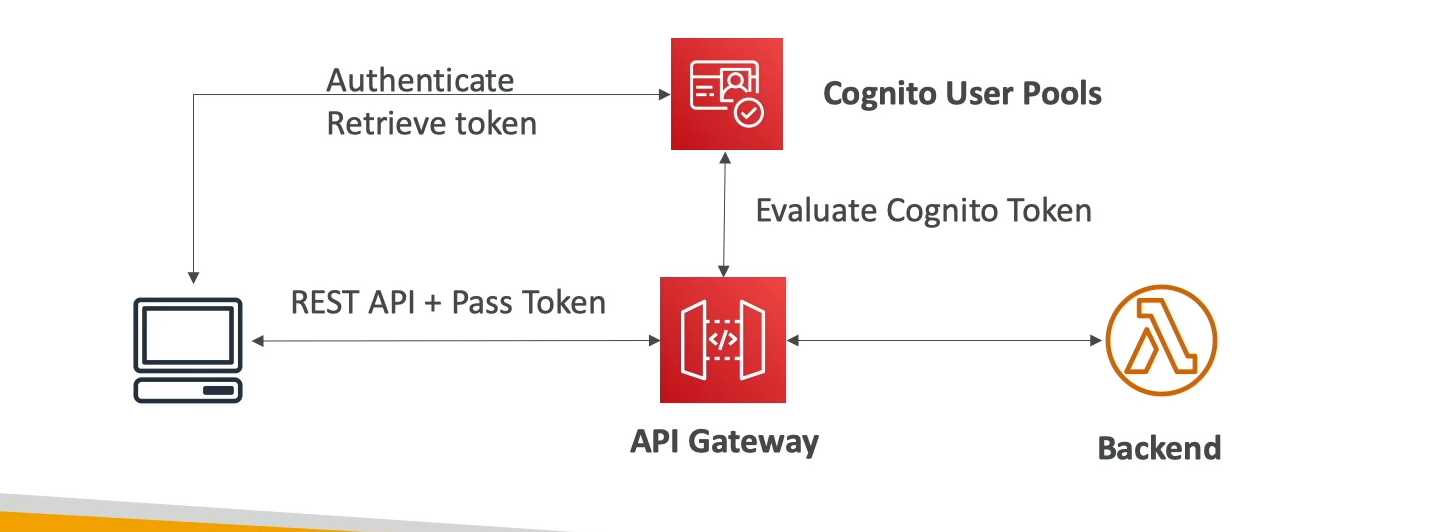 Authenticate
Retrieve token
Cognito User Pools
Evaluate Cognito Token
REST API + Pass Token
</>
API Gateway
Backend